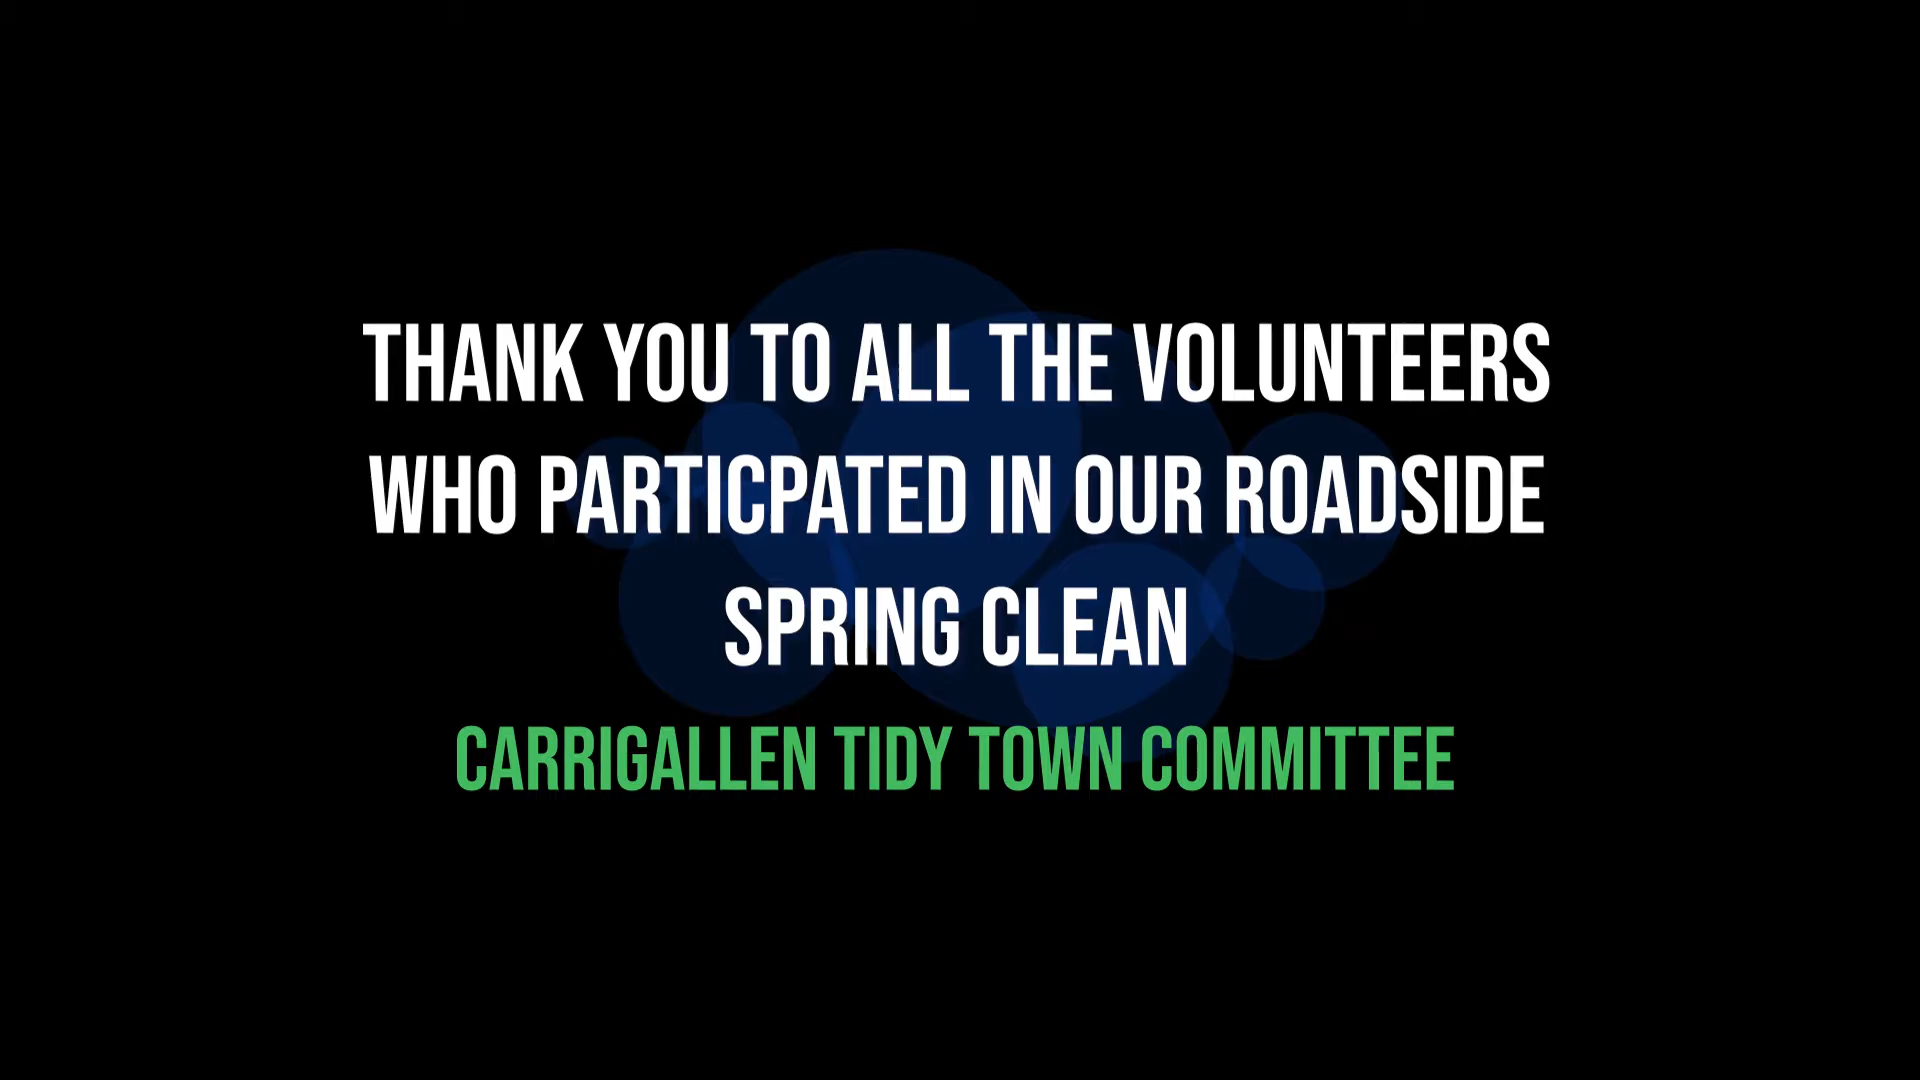 THANK YOU TO ALL THE VOLUNTEERS
WHO PARTICPATED IN OUR ROADSIDE
SPRING CLEAN
CARRIGALLEN TIDY TOWN COMMITTEE